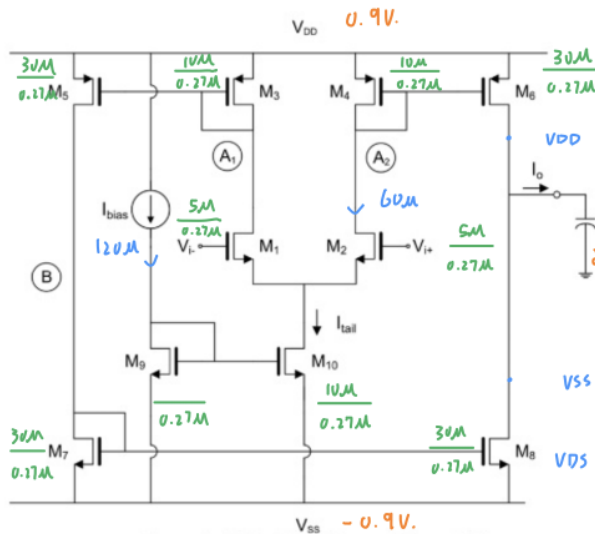 V_DD 0.9V.
30M
0.27M
M5
10M
0.27M
M3
10M
0.27M
M4
30M
0.27M
M6
A1
A2
VDD
Io
Ibias
120M
5M
0.27M
Vi-
M1
60M
M2
Vi+
5M
0.27M
B
Itail
M9
M10
0.27M
10M
0.27M
VSS
30M
0.27M
M7
30M
0.27M
M8
VDS
VSS -0.9V.